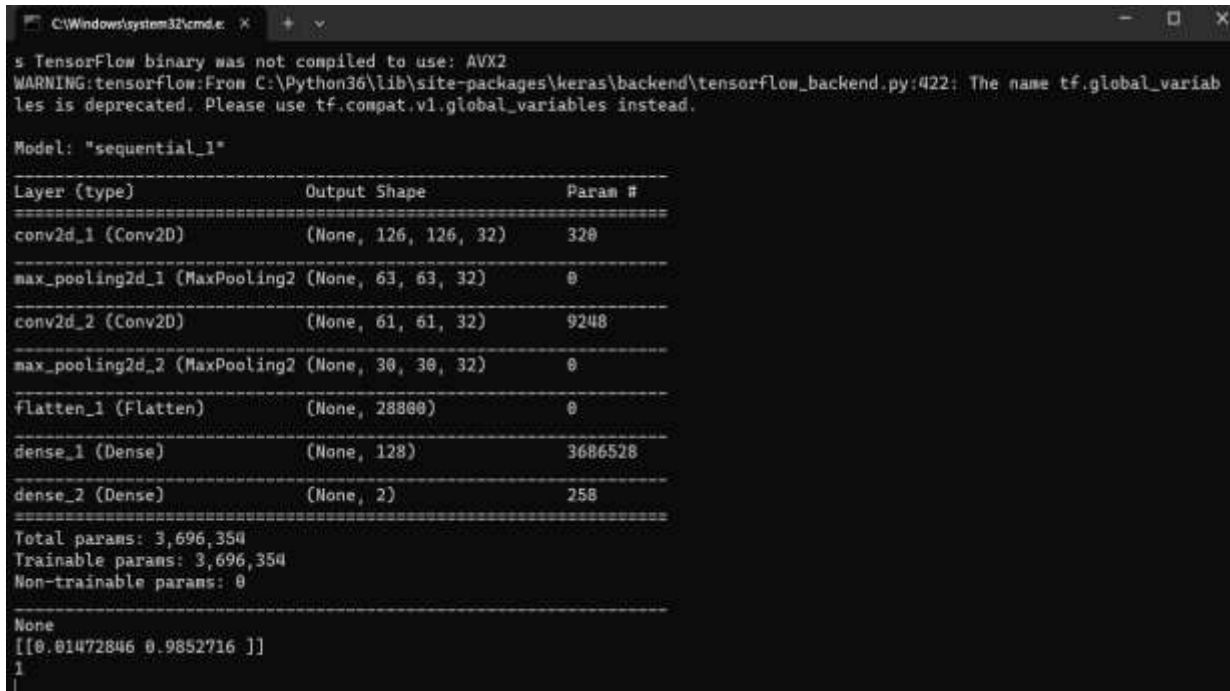 C:\Windows\system32\cmd.e:
s TensorFlow binary was not compiled to use: AVX2
WARNING:tensorflow:From C:\Python36\lib\site-packages\keras\backend\tensorflow_backend.py:422: The name tf.global_variab
les is deprecated. Please use tf.compat.v1.global_variables instead.
Model: "sequential_1"
Layer (type) Output Shape Param #
conv2d_1 (Conv2D) (None, 126, 126, 32) 320
max_pooling2d_1 (MaxPooling2 (None, 63, 63, 32) 0
conv2d_2 (Conv2D) (None, 61, 61, 32) 9248
max_pooling2d_2 (MaxPooling2 (None, 30, 30, 32) 0
flatten_1 (Flatten) (None, 28800) 0
dense_1 (Dense) (None, 128) 3686528
dense_2 (Dense) (None, 2) 258
Total params: 3,696,354
Trainable params: 3,696,354
Non-trainable params: 0
None
[[0.01472846 0.9852716 ]]
1